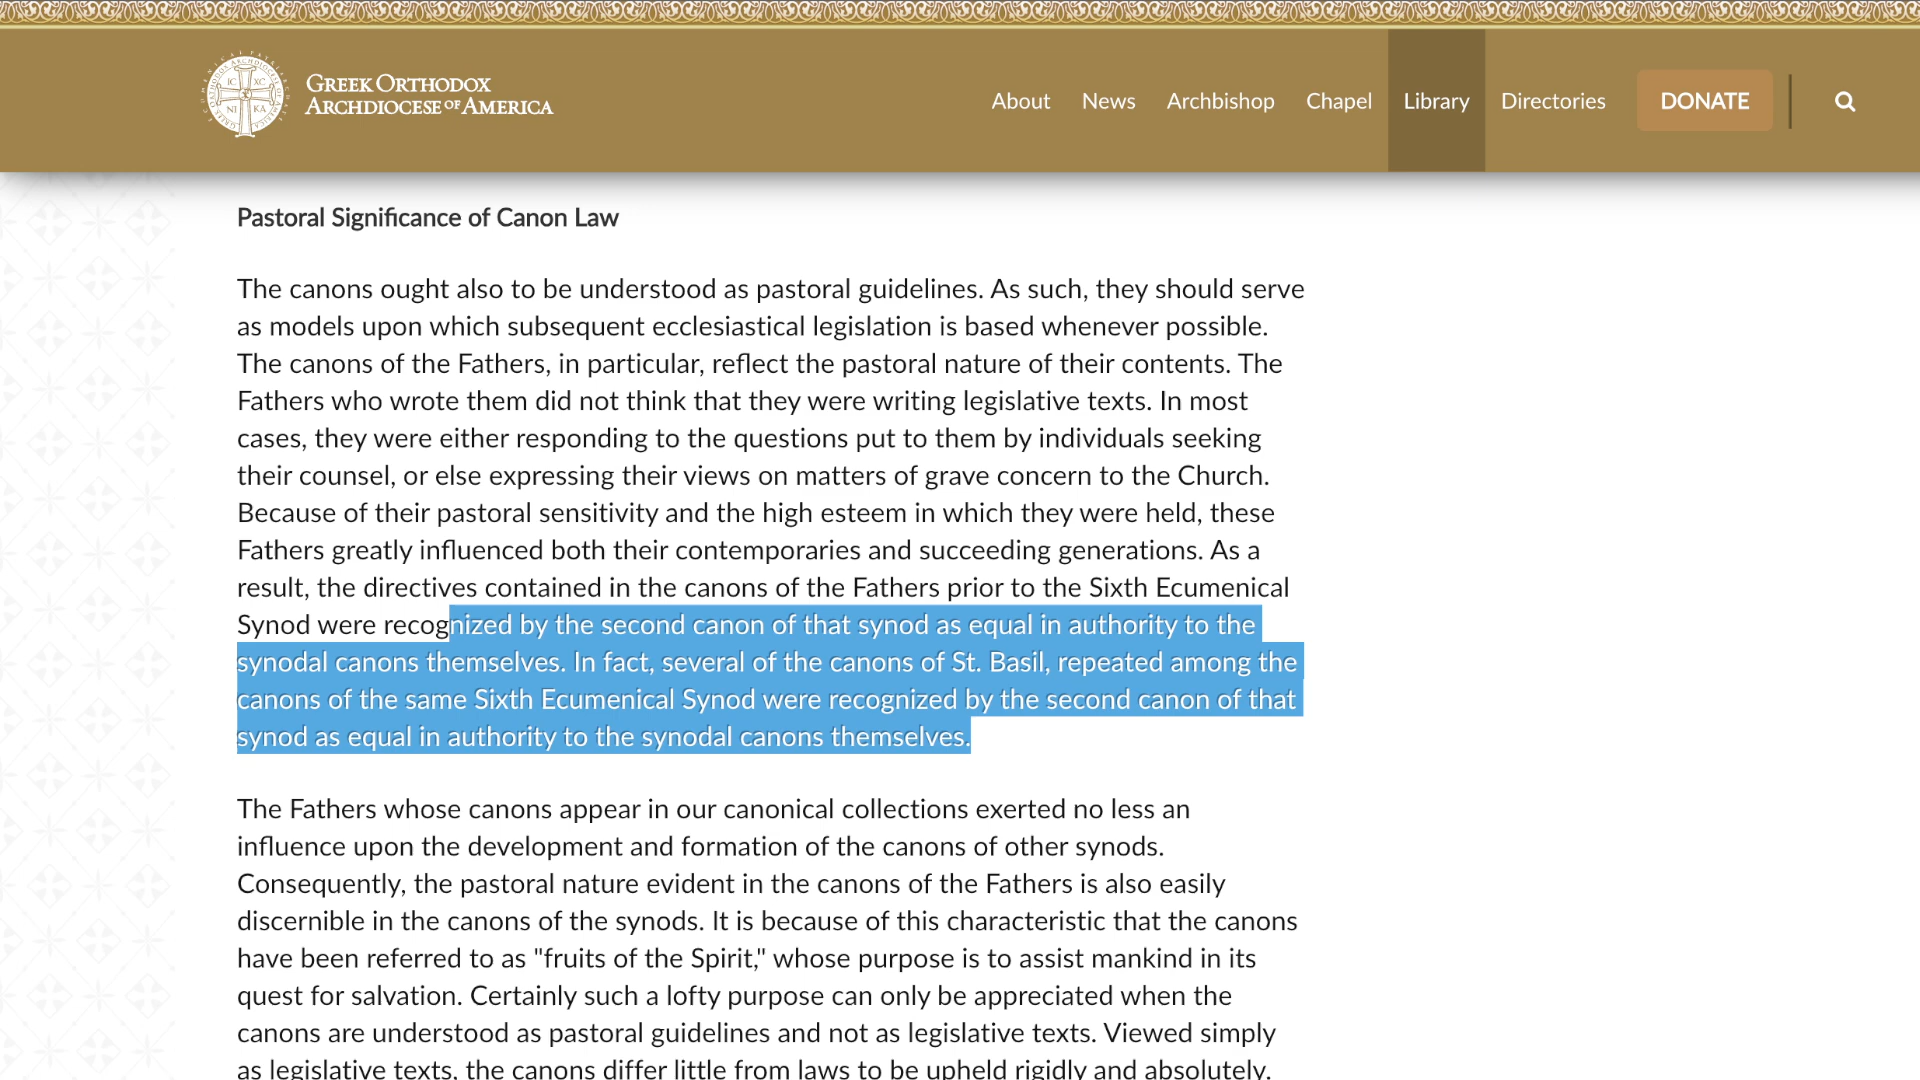 GREEK ORTHODOX
ARCHDIOCESE OF AMERICA
About News Archbishop Chapel Library Directories DONATE
IC XC
NI KA
Pastoral Significance of Canon Law
The canons ought also to be understood as pastoral guidelines. As such, they should serve
as models upon which subsequent ecclesiastical legislation is based whenever possible.
The canons of the Fathers, in particular, reflect the pastoral nature of their contents. The
Fathers who wrote them did not think that they were writing legislative texts. In most
cases, they were either responding to the questions put to them by individuals seeking
their counsel, or else expressing their views on matters of grave concern to the Church.
Because of their pastoral sensitivity and the high esteem in which they were held, these
Fathers greatly influenced both their contemporaries and succeeding generations. As a
result, the directives contained in the canons of the Fathers prior to the Sixth Ecumenical
Synod were recognized by the second canon of that synod as equal in authority to the
synodal canons themselves. In fact, several of the canons of St. Basil, repeated among the
canons of the same Sixth Ecumenical Synod were recognized by the second canon of that
synod as equal in authority to the synodal canons themselves.
The Fathers whose canons appear in our canonical collections exerted no less an
influence upon the development and formation of the canons of other synods.
Consequently, the pastoral nature evident in the canons of the Fathers is also easily
discernible in the canons of the synods. It is because of this characteristic that the canons
have been referred to as "fruits of the Spirit," whose purpose is to assist mankind in its
quest for salvation. Certainly such a lofty purpose can only be appreciated when the
canons are understood as pastoral guidelines and not as legislative texts. Viewed simply
as legislative texts, the canons differ little from laws to be upheld rigidly and absolutely.